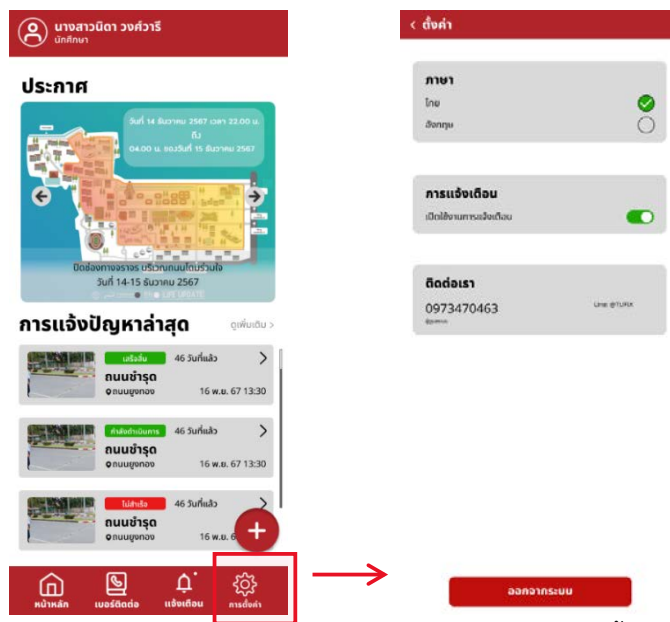 นางสาวนิดา วงศ์วารี
นักศึกษา
ประกาศ
วันที่ 14 ธันวาคม 2567 เวลา 22.00 น.
ถึง
04.00 น. ของวันที่ 15 ธันวาคม 2567
ปิดช่องทางจราจร บริเวณถนนโดมร่วมใจ
วันที่ 14-15 ธันวาคม 2567
การแจ้งปัญหาล่าสุด
ดูเพิ่มเติม >
เสร็จสิ้น 46 วันที่แล้ว
ถนนชำรุด
ถนนยูงทอง 16 พ.ย. 67 13:30
กำลังดำเนินการ 46 วันที่แล้ว
ถนนชำรุด
ถนนยูงทอง 16 พ.ย. 67 13:30
ไม่สำเร็จ 46 วันที่แล้ว
ถนนชำรุด
ถนนยูงทอง 16 พ.ย.
หน้าหลัก เบอร์ติดต่อ แจ้งเตือน การตั้งค่า
< ตั้งค่า
ภาษา
ไทย
อังกฤษ
การแจ้งเตือน
เปิดใช้งานการแจ้งเตือน
ติดต่อเรา
0973470463 Line @TUFIX
ออกจากระบบ